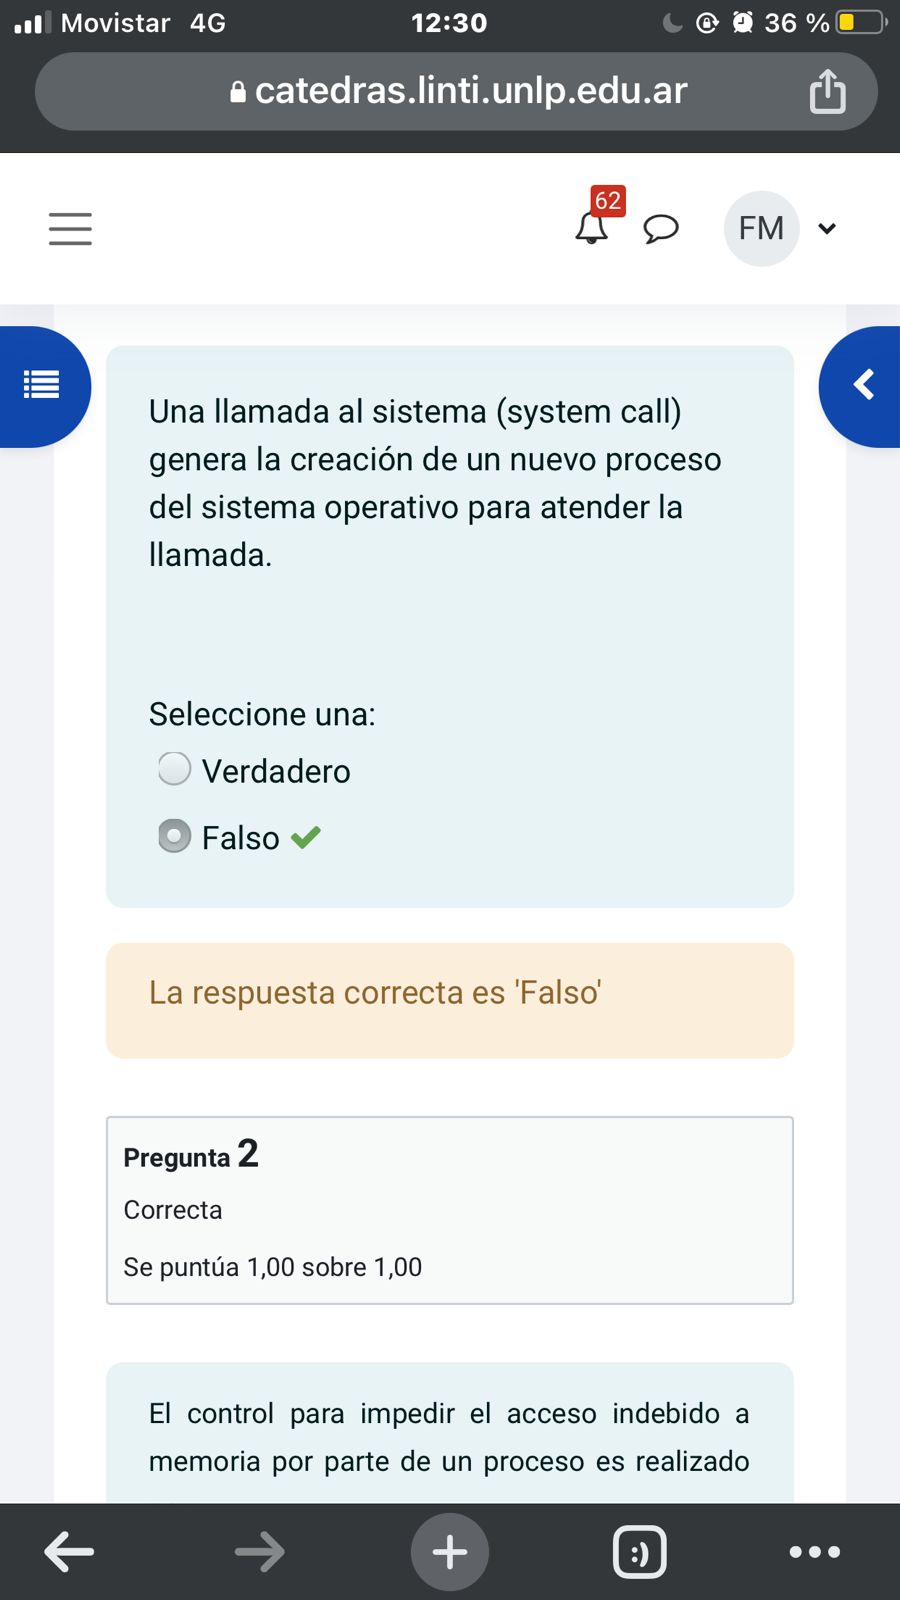 Movistar 4G 12:30 36 %
catedras.linti.unlp.edu.ar
62
FM
Una llamada al sistema (system call)
genera la creación de un nuevo proceso
del sistema operativo para atender la
llamada.
Seleccione una:
Verdadero
Falso
La respuesta correcta es 'Falso'
Pregunta 2
Correcta
Se puntúa 1,00 sobre 1,00
El control para impedir el acceso indebido a
memoria por parte de un proceso es realizado
:)